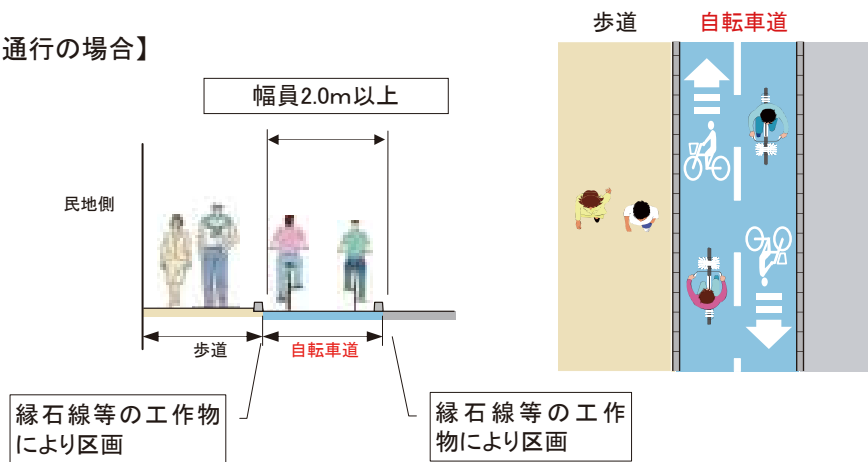 通行の場合】
幅員2.0m以上
民地側
歩道
自転車道
縁石線等の工作物
により区画
縁石線等の工作
物により区画
歩道
自転車道